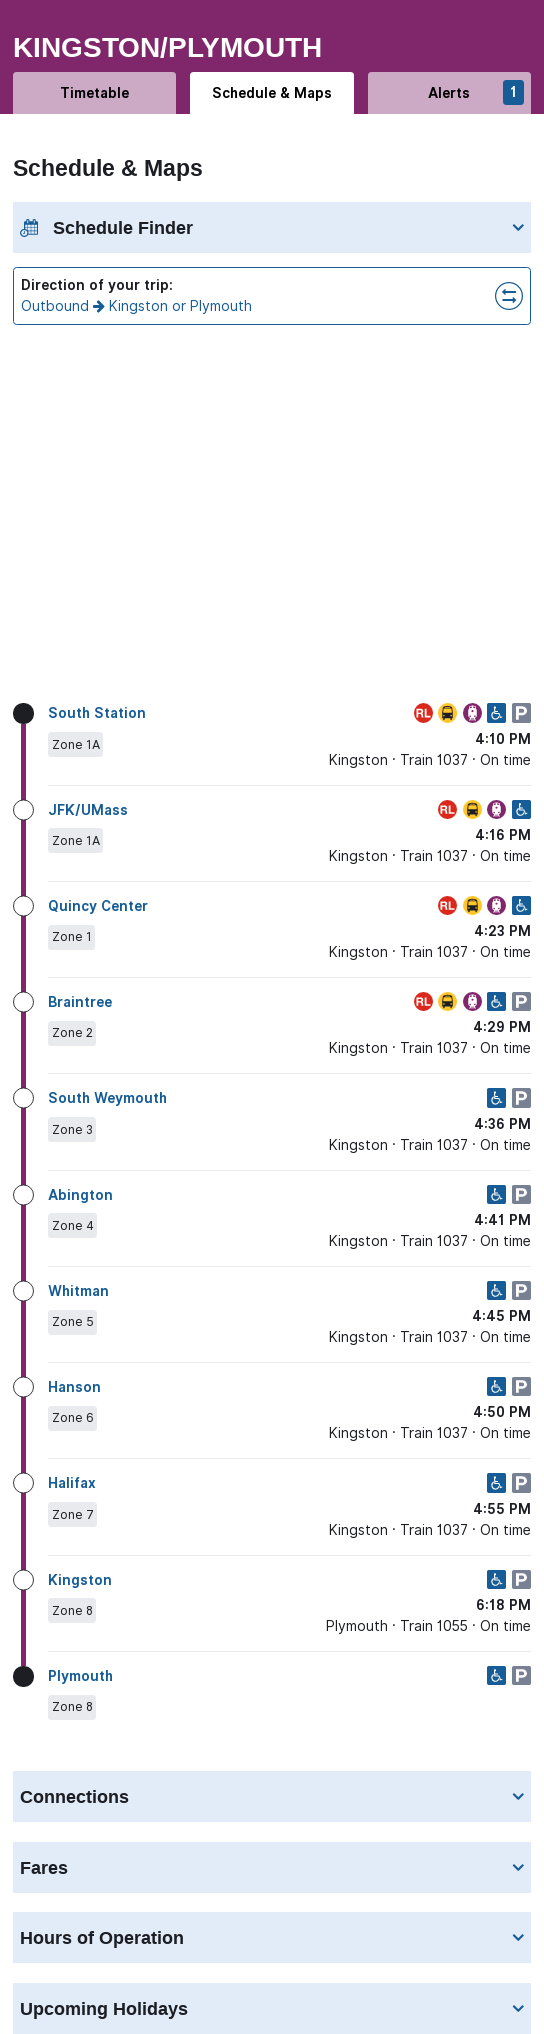 KINGSTON/PLYMOUTH
Timetable
Schedule & Maps
Alerts
1
Schedule & Maps
Schedule Finder
Direction of your trip:
Outbound Kingston or Plymouth
South Station
RL
P
Zone 1A
4:10 PM
Kingston · Train 1037 · On time
JFK/UMass
RL
Zone 1A
4:16 PM
Kingston · Train 1037 · On time
Quincy Center
RL
Zone 1
4:23 PM
Kingston · Train 1037 · On time
Braintree
RL
P
Zone 2
4:29 PM
Kingston · Train 1037 · On time
South Weymouth
P
Zone 3
4:36 PM
Kingston · Train 1037 · On time
Abington
P
Zone 4
4:41 PM
Kingston · Train 1037 · On time
Whitman
P
Zone 5
4:45 PM
Kingston · Train 1037 · On time
Hanson
P
Zone 6
4:50 PM
Kingston · Train 1037 · On time
Halifax
P
Zone 7
4:55 PM
Kingston · Train 1037 · On time
Kingston
P
Zone 8
6:18 PM
Plymouth · Train 1055 · On time
Plymouth
P
Zone 8
Connections
Fares
Hours of Operation
Upcoming Holidays